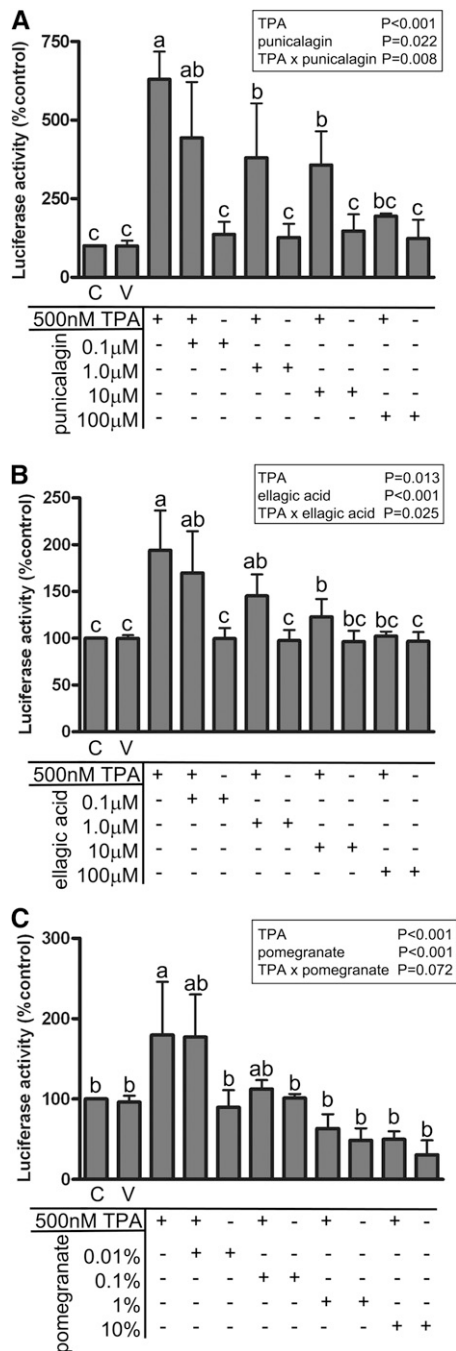 A
TPA P<0.001
punicalagin P=0.022
TPA x punicalagin P=0.008
Luciferase activity (%control)
750
500
250
0
c c a ab c b c b c bc c
C V
500nM TPA + + - + - + - + -
punicalagin
0.1μM - + + - - - - - -
1.0μM - - - + + - - - -
10μM - - - - - + + - -
100μM - - - - - - - + +
B
TPA P=0.013
ellagic acid P<0.001
TPA x ellagic acid P=0.025
Luciferase activity (%control)
250
200
150
100
50
0
c c a ab c ab c b bc bc c
C V
500nM TPA + + - + - + - + -
ellagic acid
0.1μM - + + - - - - - -
1.0μM - - - + + - - - -
10μM - - - - - + + - -
100μM - - - - - - - + +
C
TPA P<0.001
pomegranate P<0.001
TPA x pomegranate P=0.072
Luciferase activity (%control)
300
200
100
0
b b a ab b ab b b b b b
C V
500nM TPA + + - + - + - + -
pomegranate
0.01% - + + - - - - - -
0.1% - - - + + - - - -
1% - - - - - + + - -
10% - - - - - - - + +